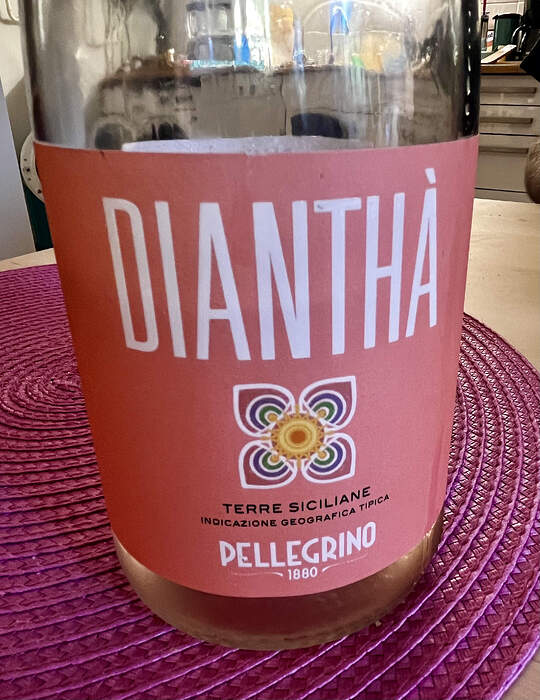 DIANTHÀ
TERRE SICILIANE
INDICAZIONE GEOGRAFICA TIPICA
PELLEGRINO
1880